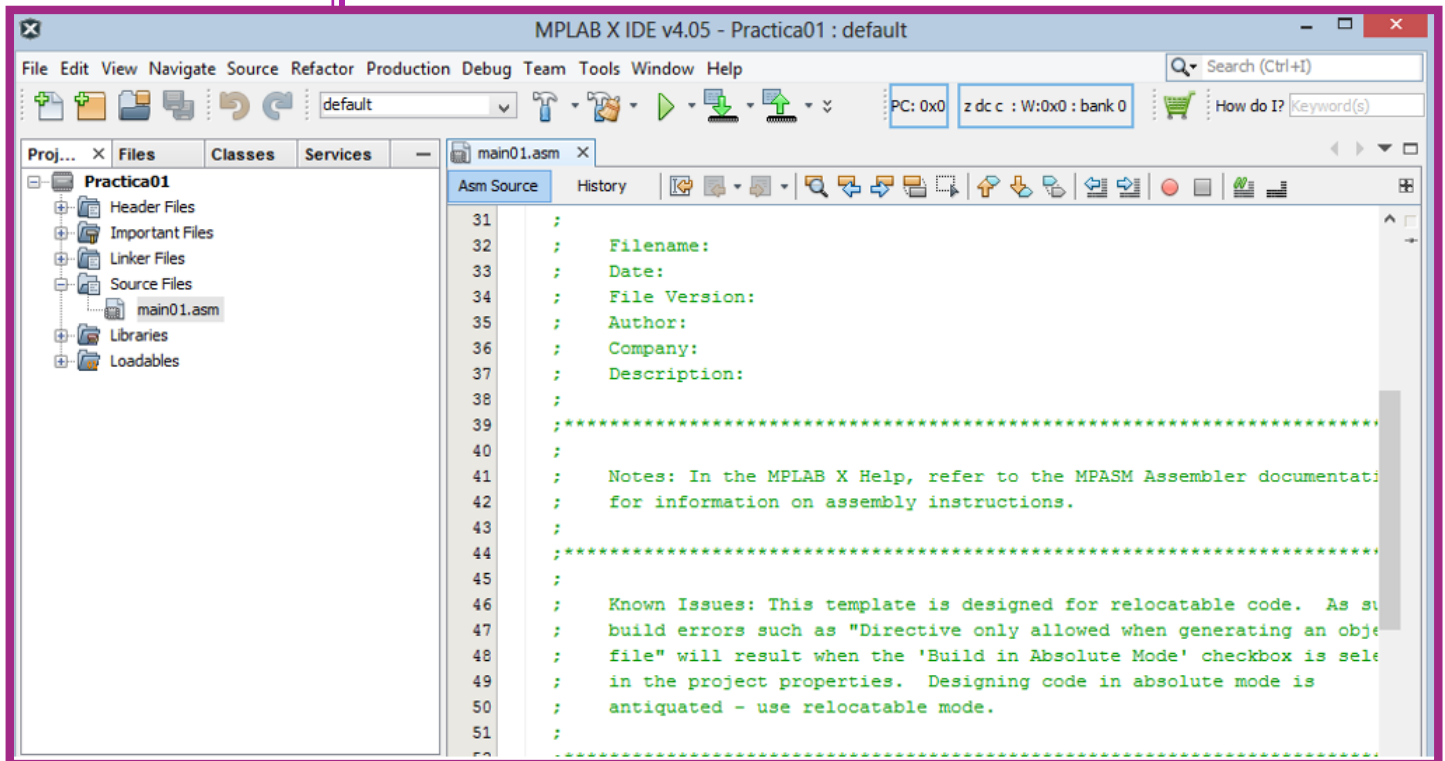 MPLAB X IDE v4.05 - Practica01 : default
File Edit View Navigate Source Refactor Production Debug Team Tools Window Help
Search (Ctrl+I)
default
PC: 0x0
z dc c : W:0x0 : bank 0
How do I? Keyword(s)
Proj... Files Classes Services
main01.asm
Practica01
Header Files
Important Files
Linker Files
Source Files
main01.asm
Libraries
Loadables
Asm Source History
31 ;
32 ; Filename:
33 ; Date:
34 ; File Version:
35 ; Author:
36 ; Company:
37 ; Description:
38 ;
39 ;*************************************************************************
40 ;
41 ; Notes: In the MPLAB X Help, refer to the MPASM Assembler documentati
42 ; for information on assembly instructions.
43 ;
44 ;*************************************************************************
45 ;
46 ; Known Issues: This template is designed for relocatable code. As su
47 ; build errors such as "Directive only allowed when generating an obje
48 ; file" will result when the 'Build in Absolute Mode' checkbox is sele
49 ; in the project properties. Designing code in absolute mode is
50 ; antiquated - use relocatable mode.
51 ;